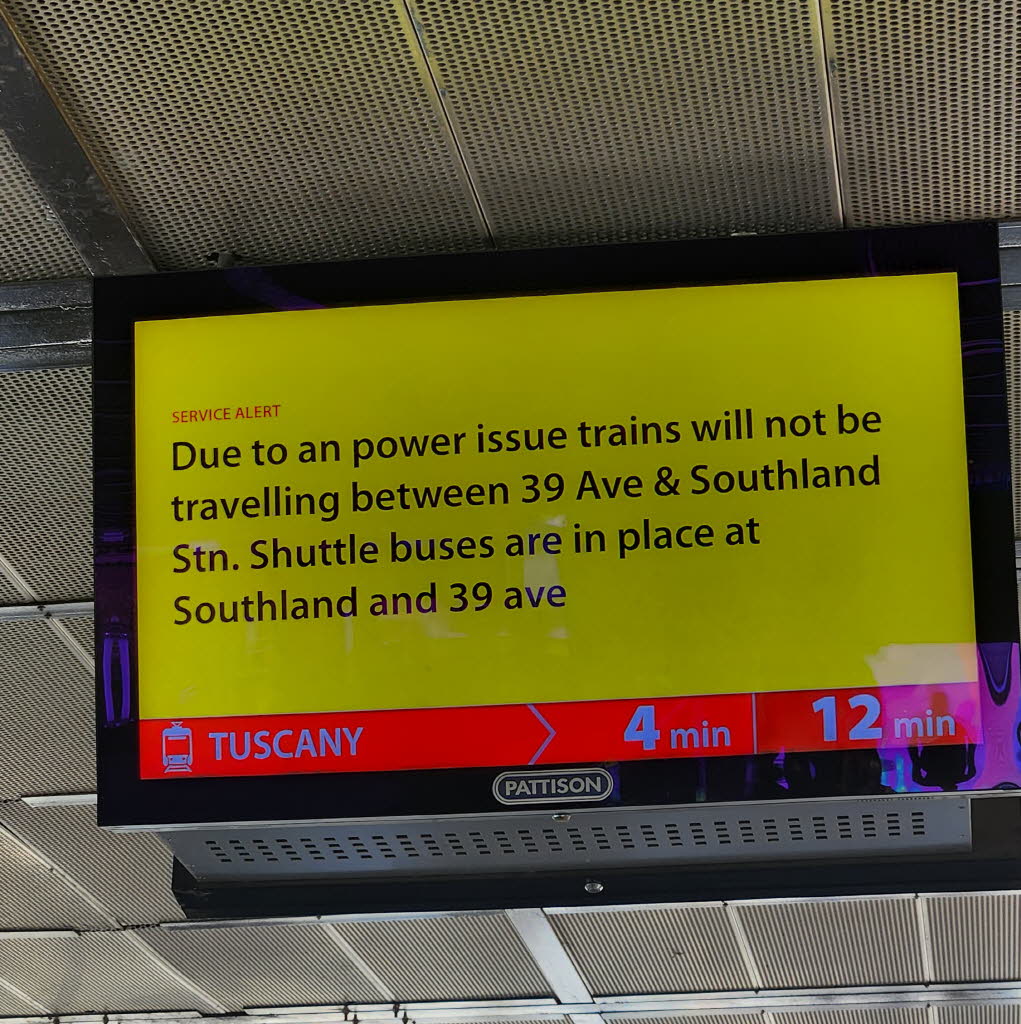 SERVICE ALERT
Due to an power issue trains will not be
travelling between 39 Ave & Southland
Stn. Shuttle buses are in place at
Southland and 39 ave
TUSCANY 4 min 12 min
PATTISON